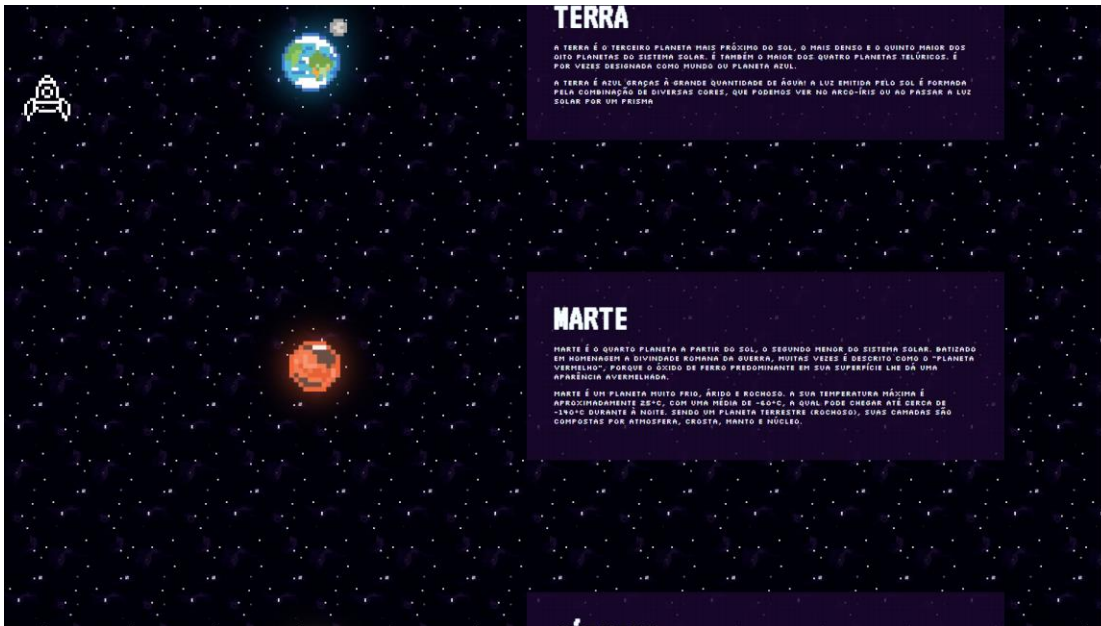 TERRA
A TERRA É O TERCEIRO PLANETA MAIS PRÓXIMO DO SOL, O MAIS DENSO E O QUINTO MAIOR DOS
OITO PLANETAS DO SISTEMA SOLAR. É TAMBÉM O MAIOR DOS QUATRO PLANETAS TELÚRICOS. É
POR VEZES DESIGNADA COMO MUNDO OU PLANETA AZUL.
A TERRA É AZUL GRAÇAS À GRANDE QUANTIDADE DE ÁGUA! A LUZ EMITIDA PELO SOL É FORMADA
PELA COMBINAÇÃO DE DIVERSAS CORES, QUE PODEMOS VER NO ARCO-ÍRIS OU AO PASSAR A LUZ
SOLAR POR UM PRISMA
MARTE
MARTE É O QUARTO PLANETA A PARTIR DO SOL, O SEGUNDO MENOR DO SISTEMA SOLAR. BATIZADO
EM HOMENAGEM A DIVINDADE ROMANA DA GUERRA, MUITAS VEZES É DESCRITO COMO O "PLANETA
VERMELHO", PORQUE O ÓXIDO DE FERRO PREDOMINANTE EM SUA SUPERFÍCIE LHE DÁ UMA
APARÊNCIA AVERMELHADA.
MARTE É UM PLANETA MUITO FRIO, ÁRIDO E ROCHOSO. A SUA TEMPERATURA MÁXIMA É
APROXIMADAMENTE 25°C, COM UMA MÉDIA DE -60°C, A QUAL PODE CHEGAR ATÉ CERCA DE
-140°C DURANTE À NOITE. SENDO UM PLANETA TERRESTRE (ROCHOSO), SUAS CAMADAS SÃO
COMPOSTAS POR ATMOSFERA, CROSTA, MANTO E NÚCLEO.